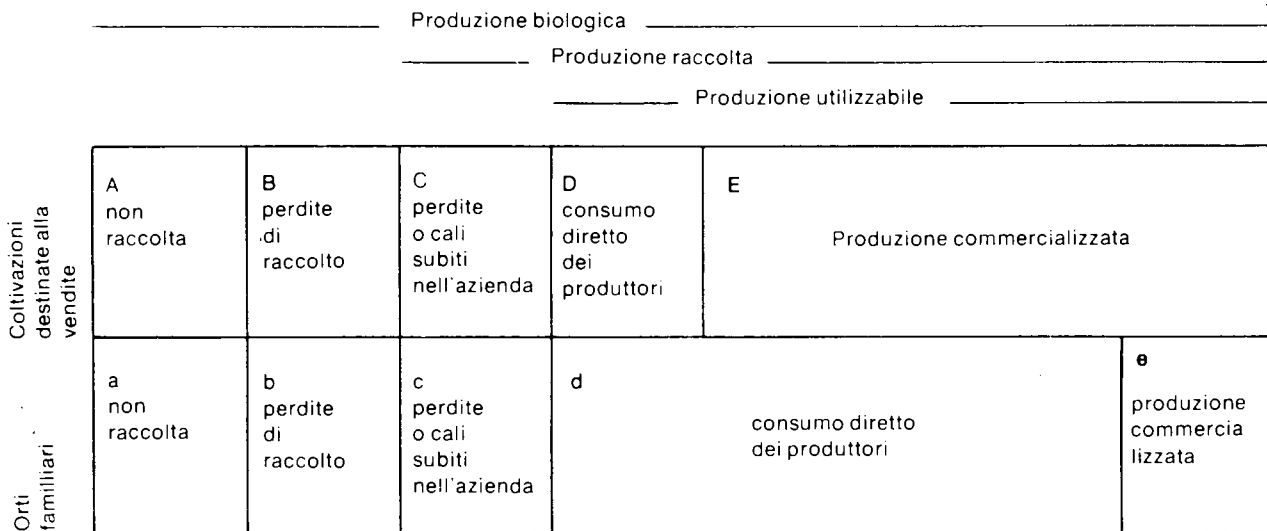 Produzione biologica
Produzione raccolta
Produzione utilizzabile
Coltivazioni
destinate alla
vendite
A
non
raccolta
B
perdite
di
raccolto
C
perdite
o cali
subiti
nell'azienda
D
consumo
diretto
dei
produttori
E
Produzione commercializzata
Orti
familliari
a
non
raccolta
b
perdite
di
raccolto
c
perdite
o cali
subiti
nell'azienda
d
consumo diretto
dei produttori
e
produzione
commercia
lizzata